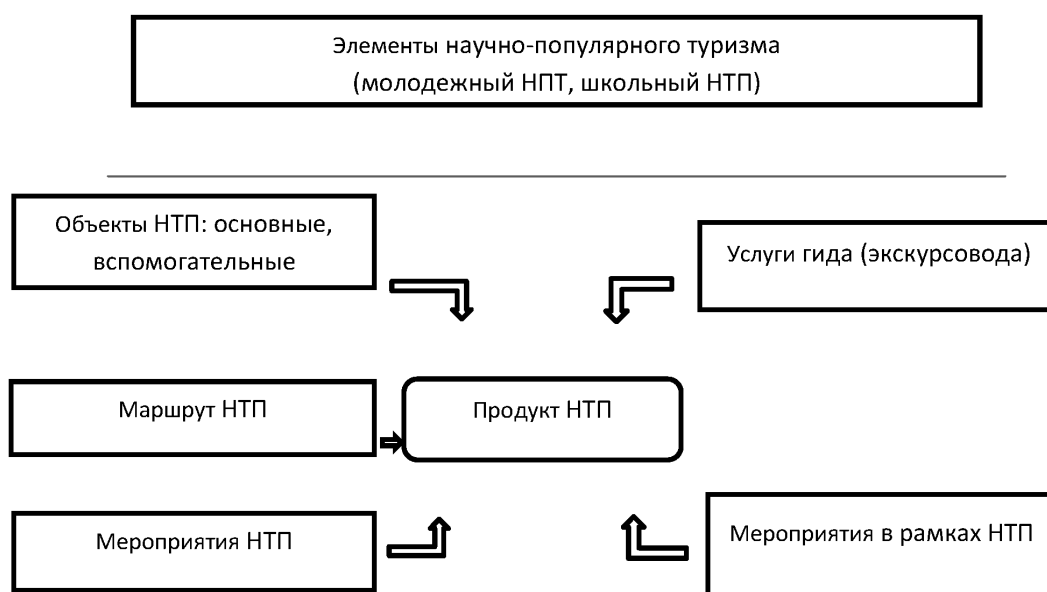 Элементы научно-популярного туризма
(молодежный НПТ, школьный НТП)
Объекты НТП: основные,
вспомогательные
Услуги гида (экскурсовода)
Маршрут НТП
Продукт НТП
Мероприятия НТП
Мероприятия в рамках НТП